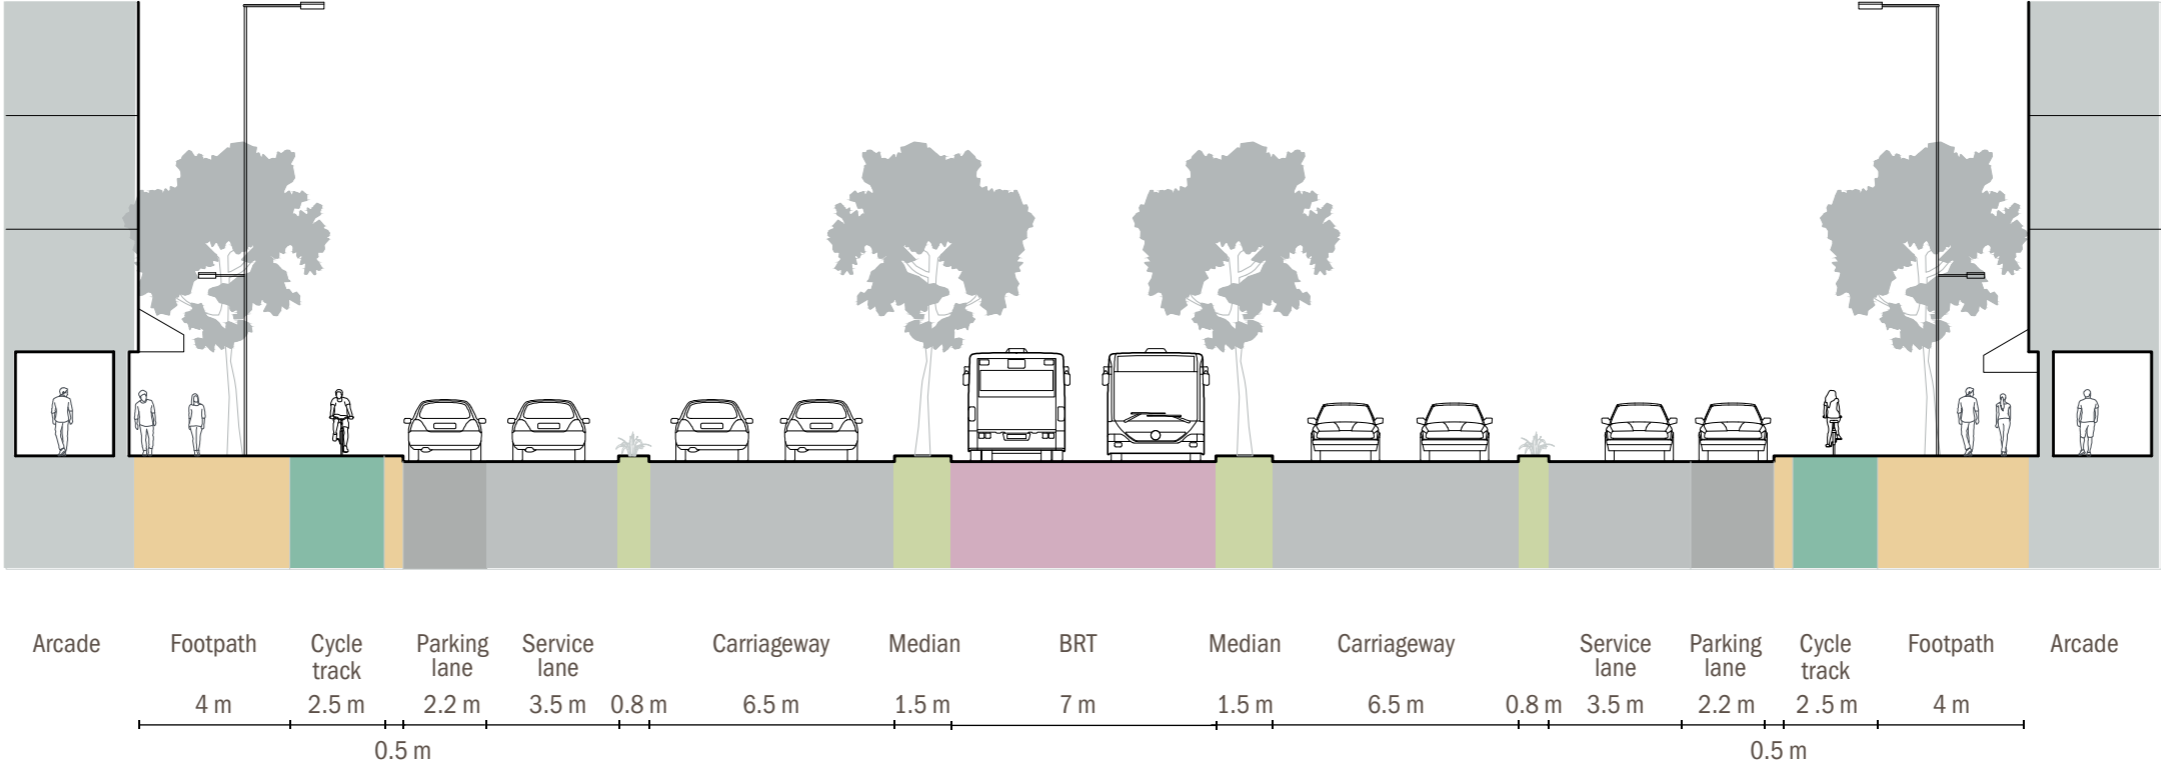 Arcade Footpath Cycle Parking Service Carriageway Median BRT Median Carriageway Service Parking Cycle Footpath Arcade
track lane lane lane lane track
4 m 2.5 m 2.2 m 3.5 m 0.8 m 6.5 m 1.5 m 7 m 1.5 m 6.5 m 0.8 m 3.5 m 2.2 m 2.5 m 4 m
0.5 m 0.5 m